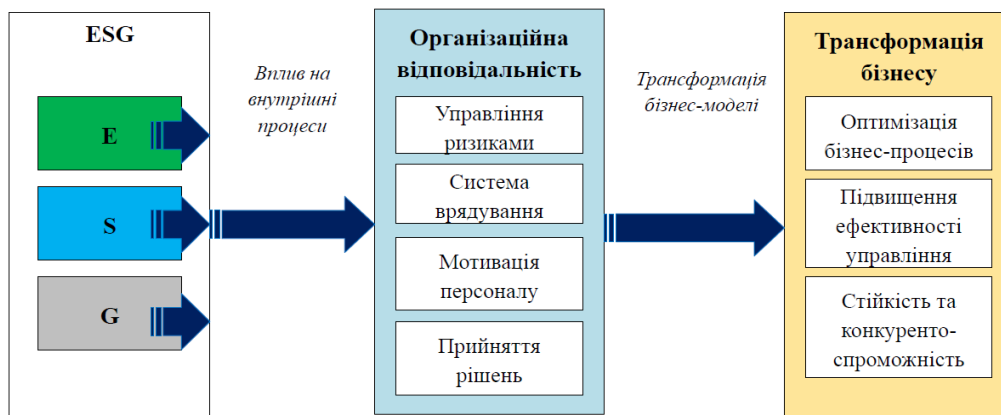 ESG
E
S
G
Вплив на
внутрішні
процеси
Організаційна
відповідальність
Управління
ризиками
Система
врядування
Мотивація
персоналу
Прийняття
рішень
Трансформація
бізнес-моделі
Трансформація
бізнесу
Оптимізація
бізнес-процесів
Підвищення
ефективності
управління
Стійкість та
конкуренто-
спроможність